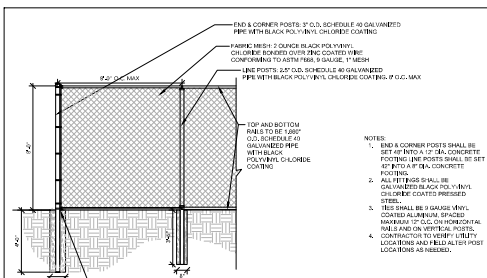 END & CORNER POSTS: 3" O.D. SCHEDULE 40 GALVANIZED
PIPE WITH BLACK POLYVINYL CHLORIDE COATING
FABRIC MESH: 2 OUNCE BLACK POLYVINYL
CHLORIDE BONDED OVER ZINC COATED WIRE
CONFORMING TO ASTM F668, 9 GAUGE, 1" MESH
8'-0" O.C. MAX
LINE POSTS: 2.5" O.D. SCHEDULE 40 GALVANIZED
PIPE WITH BLACK POLYVINYL CHLORIDE COATING. 8' O.C. MAX
TOP AND BOTTOM
RAILS TO BE 1.660"
O.D. SCHEDULE 40
GALVANIZED PIPE
WITH BLACK
POLYVINYL CHLORIDE
COATING
NOTES:
1. END & CORNER POSTS SHALL BE
SET 48" INTO A 12" DIA. CONCRETE
FOOTING LINE POSTS SHALL BE SET
42" INTO A 8" DIA. CONCRETE
FOOTING.
2. ALL FITTINGS SHALL BE
GALVANIZED BLACK POLYVINYL
CHLORIDE COATED PRESSED
STEEL.
3. TIES SHALL BE 9 GAUGE VINYL
COATED ALUMINUM, SPACED
MAXIMUM 12" O.C. ON HORIZONTAL
RAILS AND ON VERTICAL POSTS.
4. CONTRACTOR TO VERIFY UTILITY
LOCATIONS AND FIELD ALTER POST
LOCATIONS AS NEEDED.